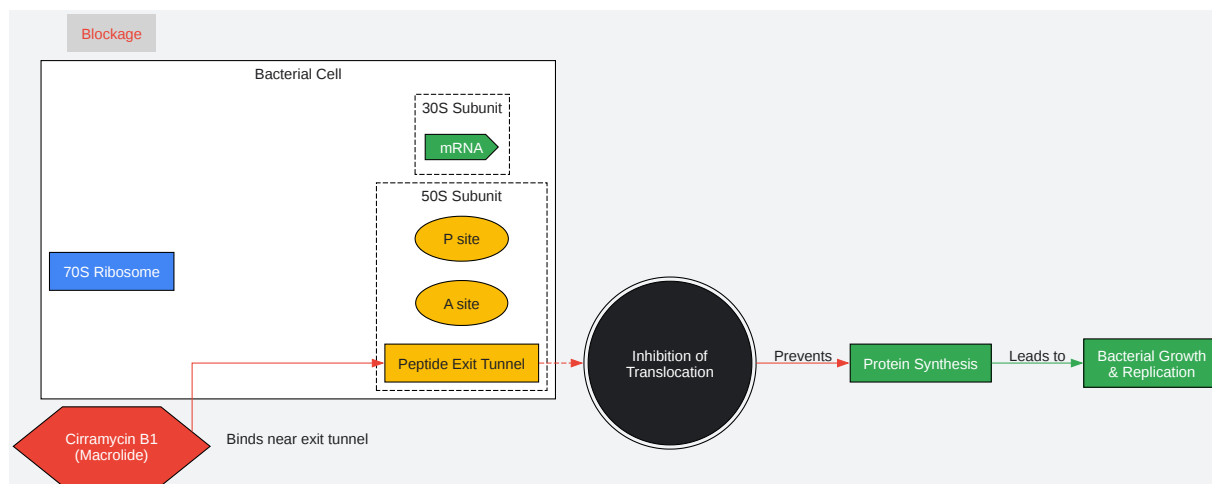 Blockage
Bacterial Cell
30S Subunit
mRNA
50S Subunit
P site
70S Ribosome
A site
Peptide Exit Tunnel
Inhibition of
Translocation
Prevents
Protein Synthesis
Leads to
Bacterial Growth
& Replication
Cirramycin B1
(Macrolide)
Binds near exit tunnel